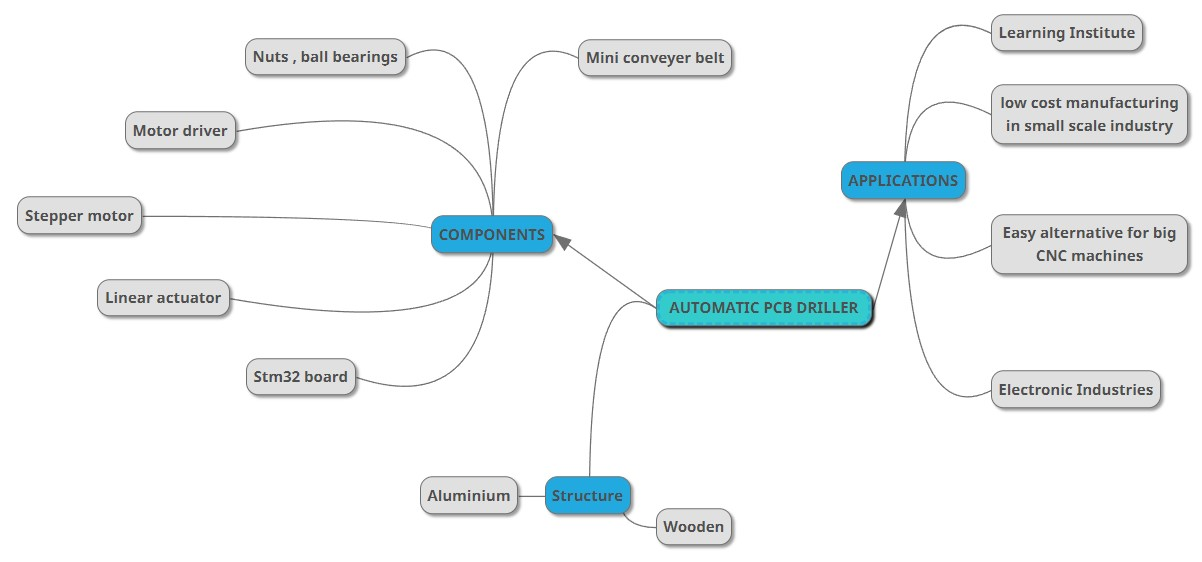 Learning Institute
Nuts , ball bearings
Mini conveyer belt
low cost manufacturing
in small scale industry
Motor driver
APPLICATIONS
Stepper motor
COMPONENTS
Easy alternative for big
CNC machines
Linear actuator
AUTOMATIC PCB DRILLER
Stm32 board
Electronic Industries
Aluminium
Structure
Wooden